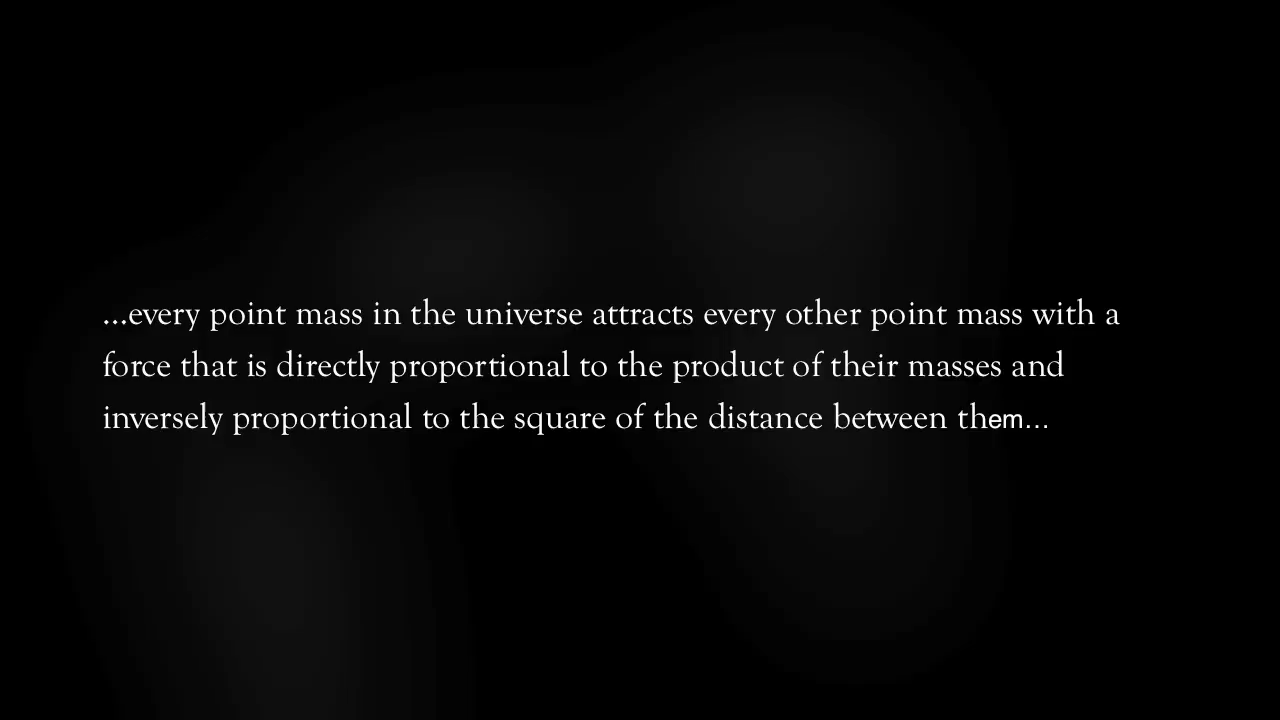 ...every point mass in the universe attracts every other point mass with a
force that is directly proportional to the product of their masses and
inversely proportional to the square of the distance between them...